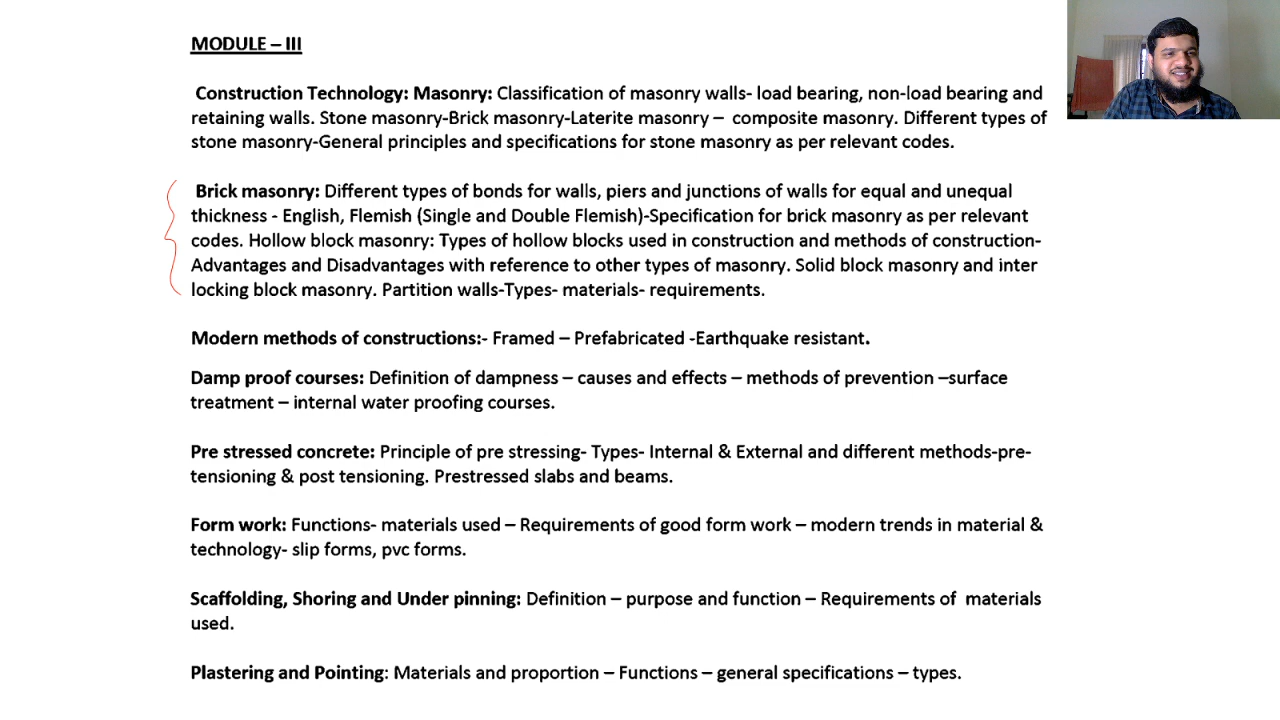 MODULE – III
Construction Technology: Masonry: Classification of masonry walls- load bearing, non-load bearing and
retaining walls. Stone masonry-Brick masonry-Laterite masonry – composite masonry. Different types of
stone masonry-General principles and specifications for stone masonry as per relevant codes.
Brick masonry: Different types of bonds for walls, piers and junctions of walls for equal and unequal
thickness - English, Flemish (Single and Double Flemish)-Specification for brick masonry as per relevant
codes. Hollow block masonry: Types of hollow blocks used in construction and methods of construction-
Advantages and Disadvantages with reference to other types of masonry. Solid block masonry and inter
locking block masonry. Partition walls-Types- materials- requirements.
Modern methods of constructions:- Framed – Prefabricated -Earthquake resistant.
Damp proof courses: Definition of dampness – causes and effects – methods of prevention –surface
treatment – internal water proofing courses.
Pre stressed concrete: Principle of pre stressing- Types- Internal & External and different methods-pre-
tensioning & post tensioning. Prestressed slabs and beams.
Form work: Functions- materials used – Requirements of good form work – modern trends in material &
technology- slip forms, pvc forms.
Scaffolding, Shoring and Under pinning: Definition – purpose and function – Requirements of  materials
used.
Plastering and Pointing: Materials and proportion – Functions – general specifications – types.